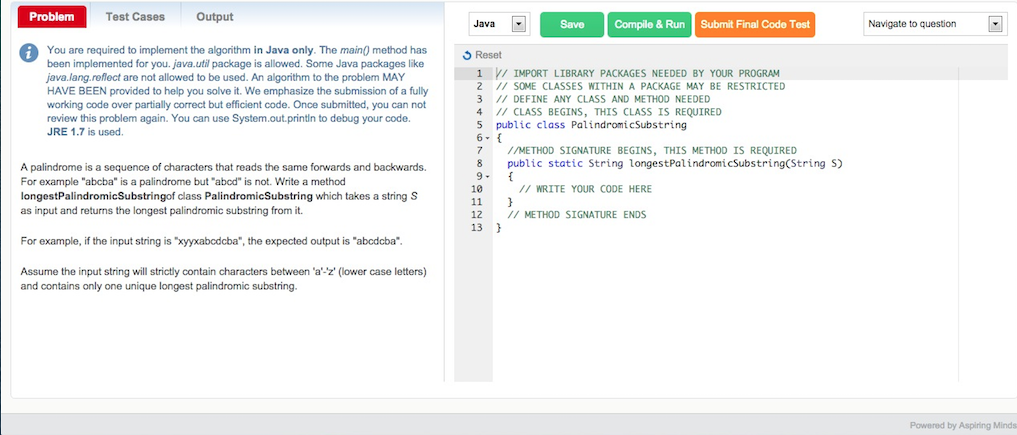 Problem Test Cases Output
Java Save Compile & Run Submit Final Code Test Navigate to question
You are required to implement the algorithm in Java only. The main() method has
been implemented for you. java.util package is allowed. Some Java packages like
java.lang.reflect are not allowed to be used. An algorithm to the problem MAY
HAVE BEEN provided to help you solve it. We emphasize the submission of a fully
working code over partially correct but efficient code. Once submitted, you can not
review this problem again. You can use System.out.println to debug your code.
JRE 1.7 is used.
A palindrome is a sequence of characters that reads the same forwards and backwards.
For example "abcba" is a palindrome but "abcd" is not. Write a method
longestPalindromicSubstringof class PalindromicSubstring which takes a string S
as input and returns the longest palindromic substring from it.
For example, if the input string is "xyyxabcdcba", the expected output is "abcdcba".
Assume the input string will strictly contain characters between 'a'-'z' (lower case letters)
and contains only one unique longest palindromic substring.
Reset
1 // IMPORT LIBRARY PACKAGES NEEDED BY YOUR PROGRAM
2 // SOME CLASSES WITHIN A PACKAGE MAY BE RESTRICTED
3 // DEFINE ANY CLASS AND METHOD NEEDED
4 // CLASS BEGINS, THIS CLASS IS REQUIRED
5 public class PalindromicSubstring
6 {
7 //METHOD SIGNATURE BEGINS, THIS METHOD IS REQUIRED
8 public static String longestPalindromicSubstring(String S)
9 {
10 // WRITE YOUR CODE HERE
11 }
12 // METHOD SIGNATURE ENDS
13 }
Powered by Aspiring Minds